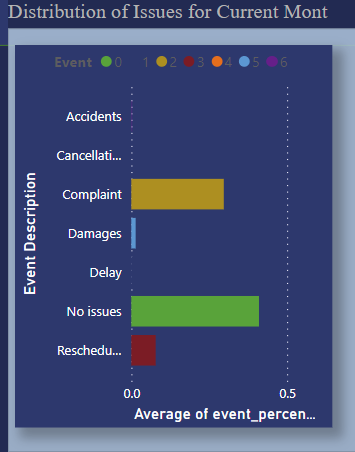 Distribution of Issues for Current Mont
Event 0 1 2 3 4 5 6
Event Description
Accidents
Cancellati...
Complaint
Damages
Delay
No issues
Reschedu...
0.0 0.5
Average of event_percen...